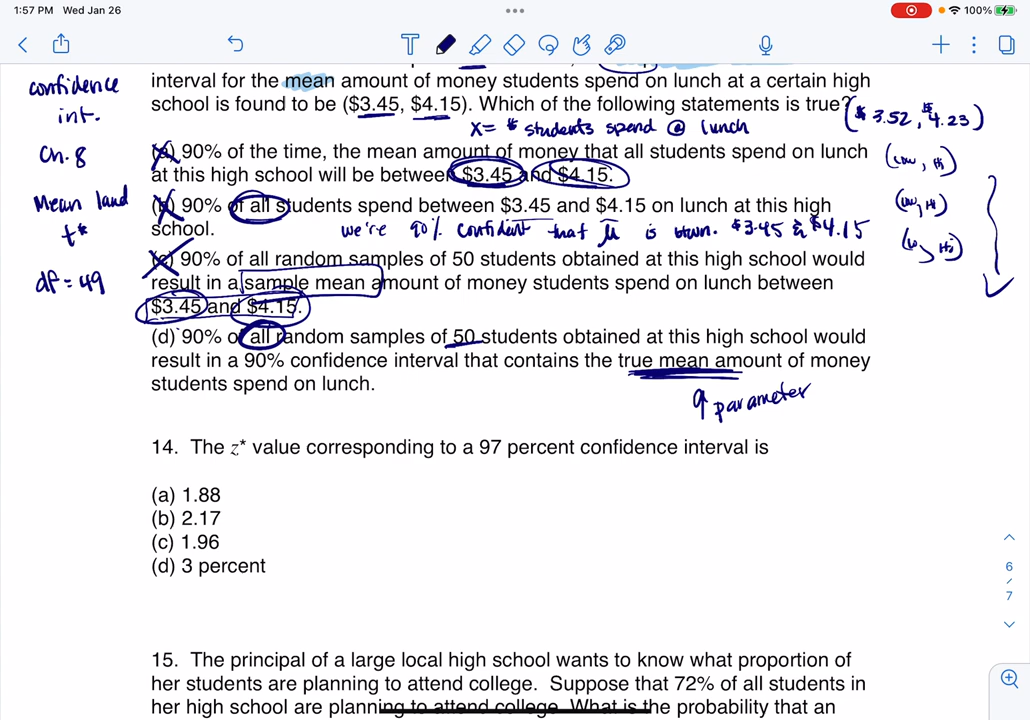 1:57 PM Wed Jan 26
100%
confidence
int.
Ch. 8
Mean land
t*
df = 49
interval for the mean amount of money students spend on lunch at a certain high
school is found to be ($3.45, $4.15). Which of the following statements is true?
($3.52, $4.23)
X= $ students spend @ lunch
(low, Hi)
(low, Hi)
(lo, Hi)
(a) 90% of the time, the mean amount of money that all students spend on lunch
at this high school will be between $3.45 and $4.15.
(b) 90% of all students spend between $3.45 and $4.15 on lunch at this high
school.
we're 90% confident that μ is btwn. $3.45 & $4.15
(c) 90% of all random samples of 50 students obtained at this high school would
result in a sample mean amount of money students spend on lunch between
$3.45 and $4.15.
(d) 90% of all random samples of 50 students obtained at this high school would
result in a 90% confidence interval that contains the true mean amount of money
students spend on lunch.
parameter
14. The z* value corresponding to a 97 percent confidence interval is
(a) 1.88
(b) 2.17
(c) 1.96
(d) 3 percent
6
/
7
15. The principal of a large local high school wants to know what proportion of
her students are planning to attend college. Suppose that 72% of all students in
her high school are planning to attend college. What is the probability that an